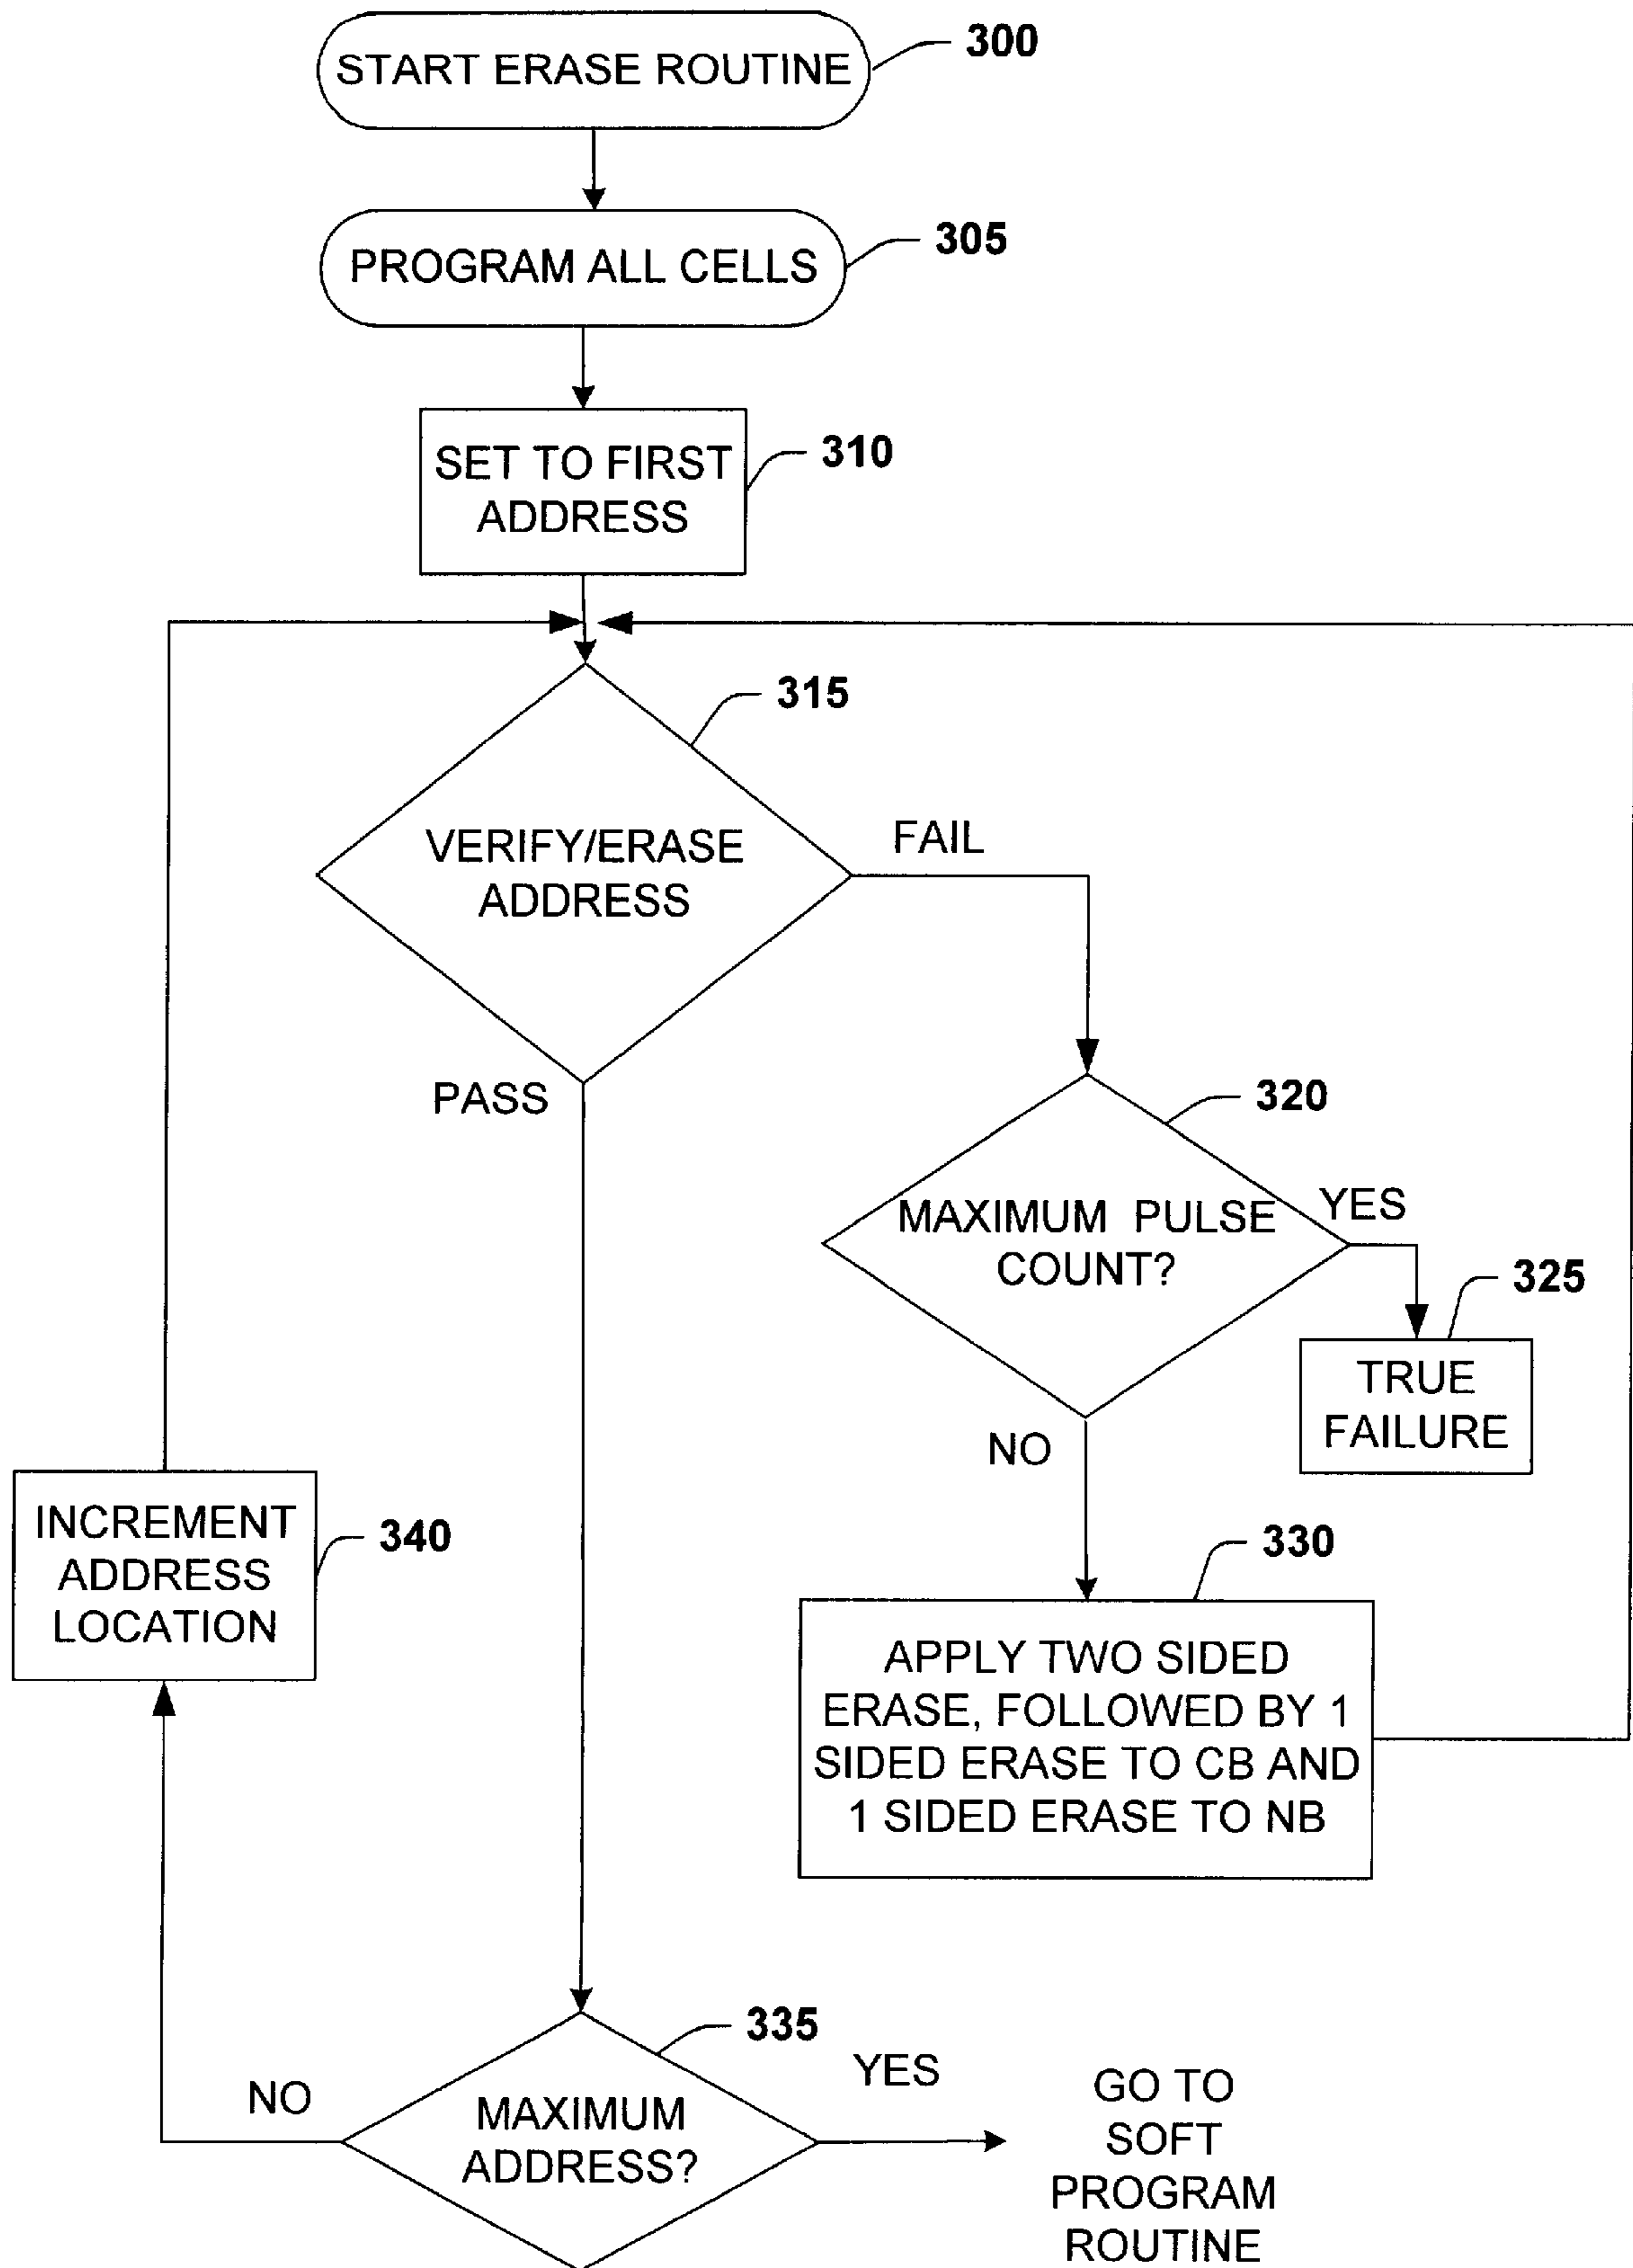 START ERASE ROUTINE
300
PROGRAM ALL CELLS
305
SET TO FIRST
ADDRESS
310
315
VERIFY/ERASE
ADDRESS
FAIL
PASS
320
MAXIMUM PULSE
COUNT?
YES
325
TRUE
FAILURE
NO
INCREMENT
ADDRESS
LOCATION
340
330
APPLY TWO SIDED
ERASE, FOLLOWED BY 1
SIDED ERASE TO CB AND
1 SIDED ERASE TO NB
335
NO
MAXIMUM
ADDRESS?
YES
GO TO
SOFT
PROGRAM
ROUTINE